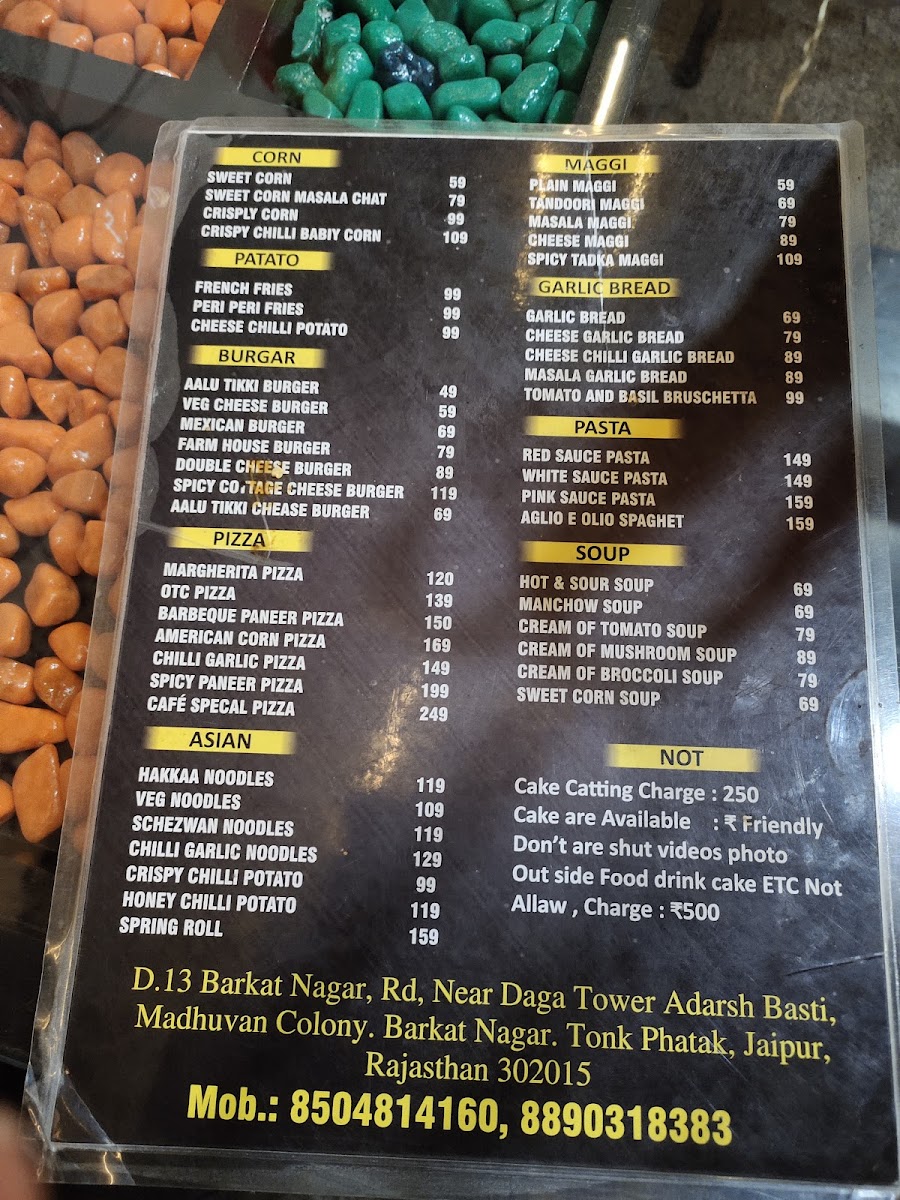 CORN
SWEET CORN 59
SWEET CORN MASALA CHAT 79
CRISPLY CORN 99
CRISPY CHILLI BABIY CORN 109
PATATO
FRENCH FRIES 99
PERI PERI FRIES 99
CHEESE CHILLI POTATO 99
BURGAR
AALU TIKKI BURGER 49
VEG CHEESE BURGER 59
MEXICAN BURGER 69
FARM HOUSE BURGER 79
DOUBLE CHEESE BURGER 89
SPICY COTTAGE CHEESE BURGER 119
AALU TIKKI CHEASE BURGER 69
PIZZA
MARGHERITA PIZZA 120
OTC PIZZA 139
BARBEQUE PANEER PIZZA 150
AMERICAN CORN PIZZA 169
CHILLI GARLIC PIZZA 149
SPICY PANEER PIZZA 199
CAFÉ SPECAL PIZZA 249
ASIAN
HAKKAA NOODLES 119
VEG NOODLES 109
SCHEZWAN NOODLES 119
CHILLI GARLIC NOODLES 129
CRISPY CHILLI POTATO 99
HONEY CHILLI POTATO 119
SPRING ROLL 159
MAGGI
PLAIN MAGGI 59
TANDOORI MAGGI 69
MASALA MAGGI 79
CHEESE MAGGI 89
SPICY TADKA MAGGI 109
GARLIC BREAD
GARLIC BREAD 69
CHEESE GARLIC BREAD 79
CHEESE CHILLI GARLIC BREAD 89
MASALA GARLIC BREAD 89
TOMATO AND BASIL BRUSCHETTA 99
PASTA
RED SAUCE PASTA 149
WHITE SAUCE PASTA 149
PINK SAUCE PASTA 159
AGLIO E OLIO SPAGHET 159
SOUP
HOT & SOUR SOUP 69
MANCHOW SOUP 69
CREAM OF TOMATO SOUP 79
CREAM OF MUSHROOM SOUP 89
CREAM OF BROCCOLI SOUP 79
SWEET CORN SOUP 69
NOT
Cake Catting Charge : 250
Cake are Available : ₹ Friendly
Don't are shut videos photo
Out side Food drink cake ETC Not
Allaw , Charge : ₹500
D.13 Barkat Nagar, Rd, Near Daga Tower Adarsh Basti,
Madhuvan Colony. Barkat Nagar. Tonk Phatak, Jaipur,
Rajasthan 302015
Mob.: 8504814160, 8890318383